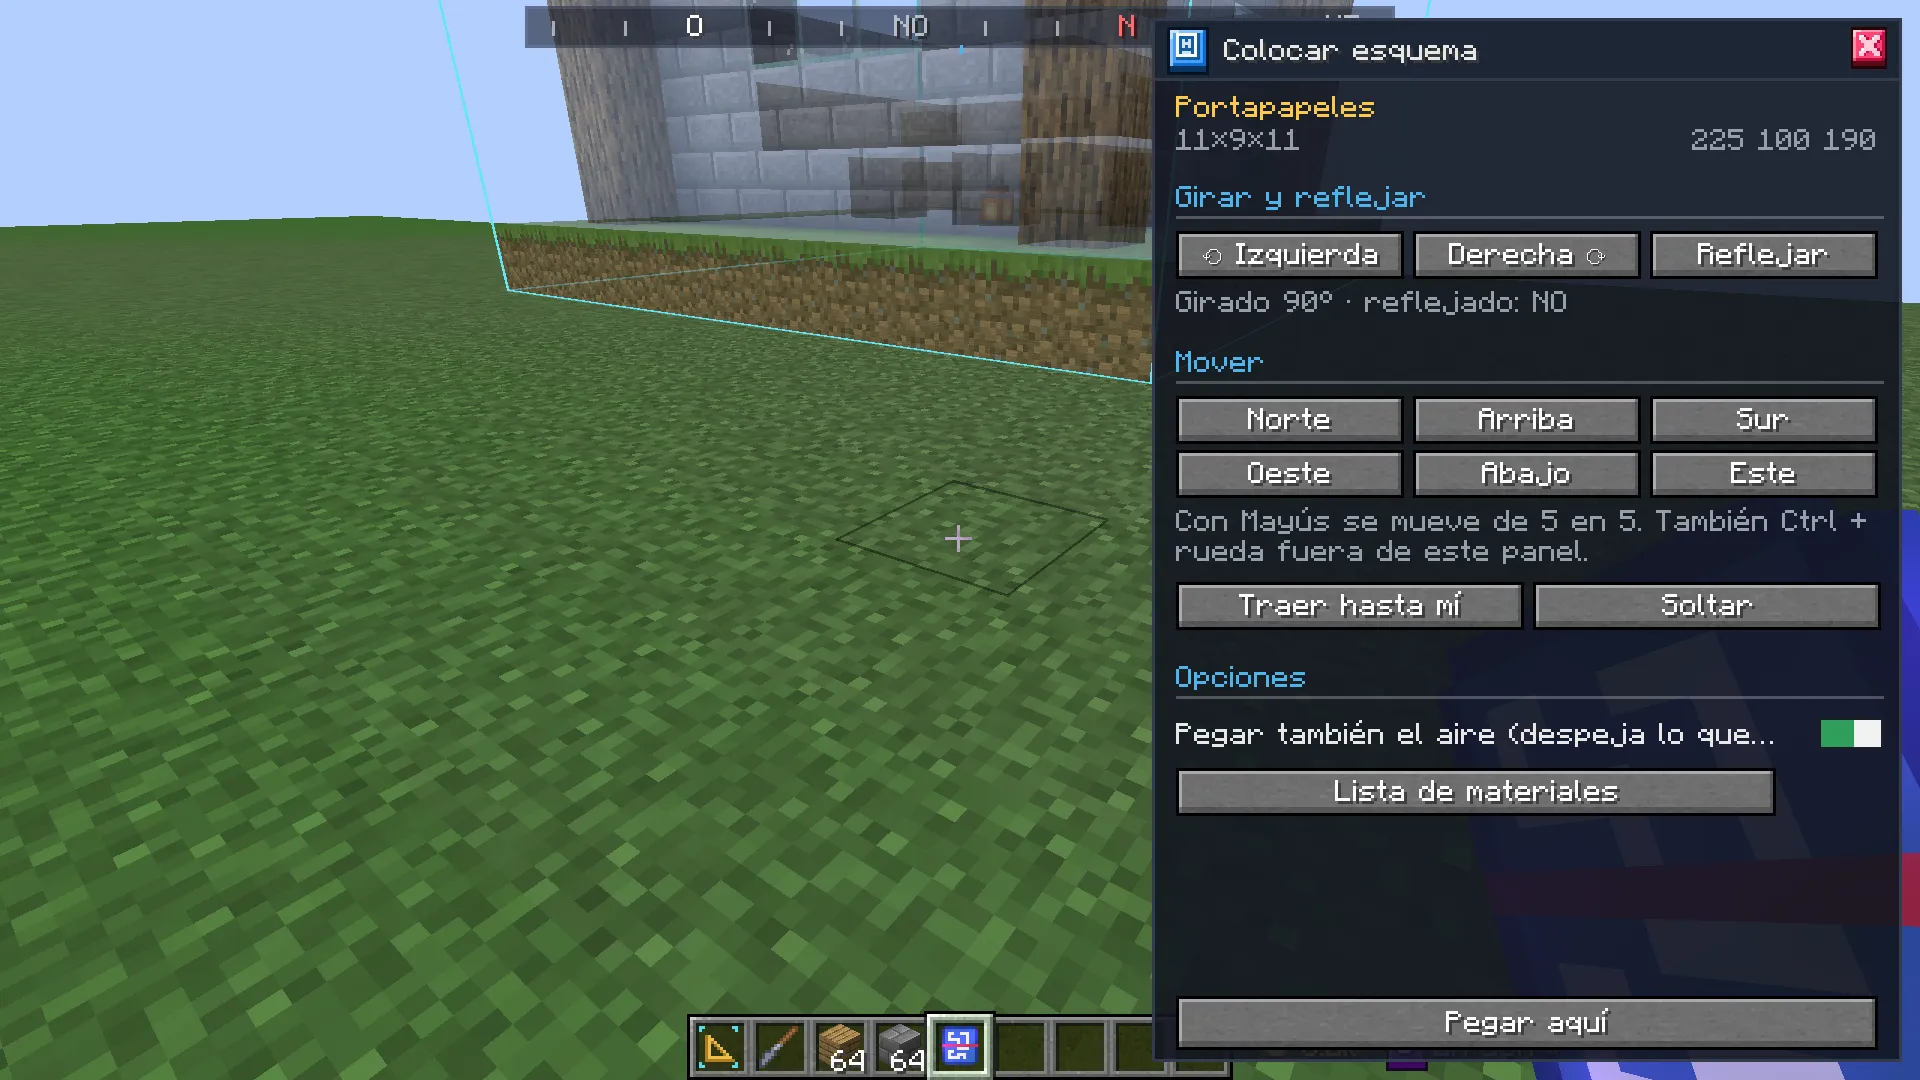 O NO N
Colocar esquema
Portapapeles
11×9×11 225 100 190
Girar y reflejar
Izquierda Derecha Reflejar
Girado 90° · reflejado: NO
Mover
Norte Arriba Sur
Oeste Abajo Este
Con Mayús se mueve de 5 en 5. También Ctrl +
rueda fuera de este panel.
Traer hasta mí Soltar
Opciones
Pegar también el aire (despeja lo que...
Lista de materiales
Pegar aquí
64 64